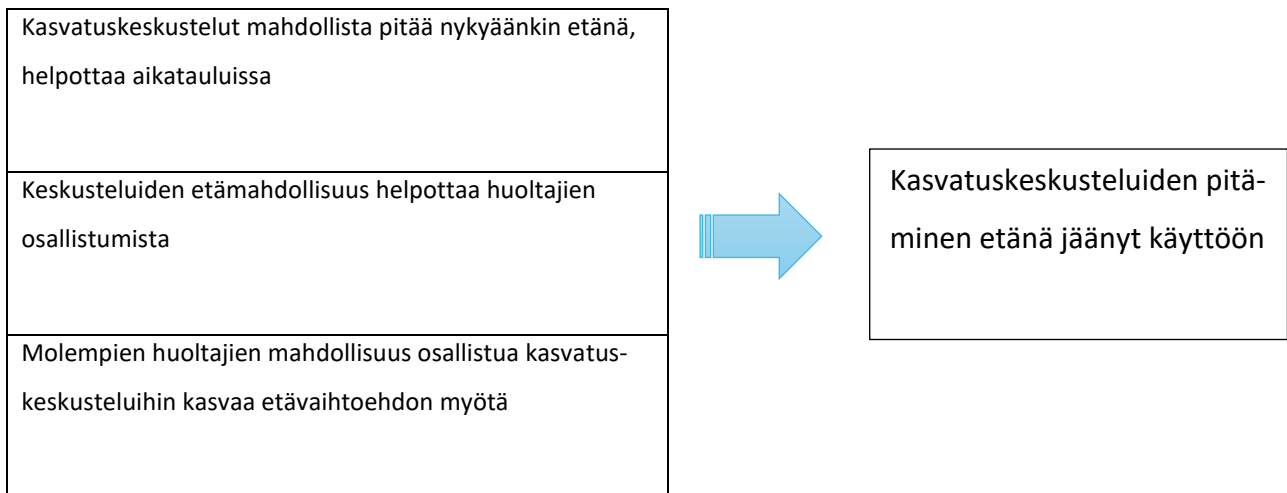 Kasvatuskeskustelut mahdollista pitää nykyäänkin etänä,
helpottaa aikatauluissa
Keskusteluiden etämahdollisuus helpottaa huoltajien
osallistumista
Molempien huoltajien mahdollisuus osallistua kasvatus-
keskusteluihin kasvaa etävaihtoehdon myötä
Kasvatuskeskusteluiden pitä-
minen etänä jäänyt käyttöön